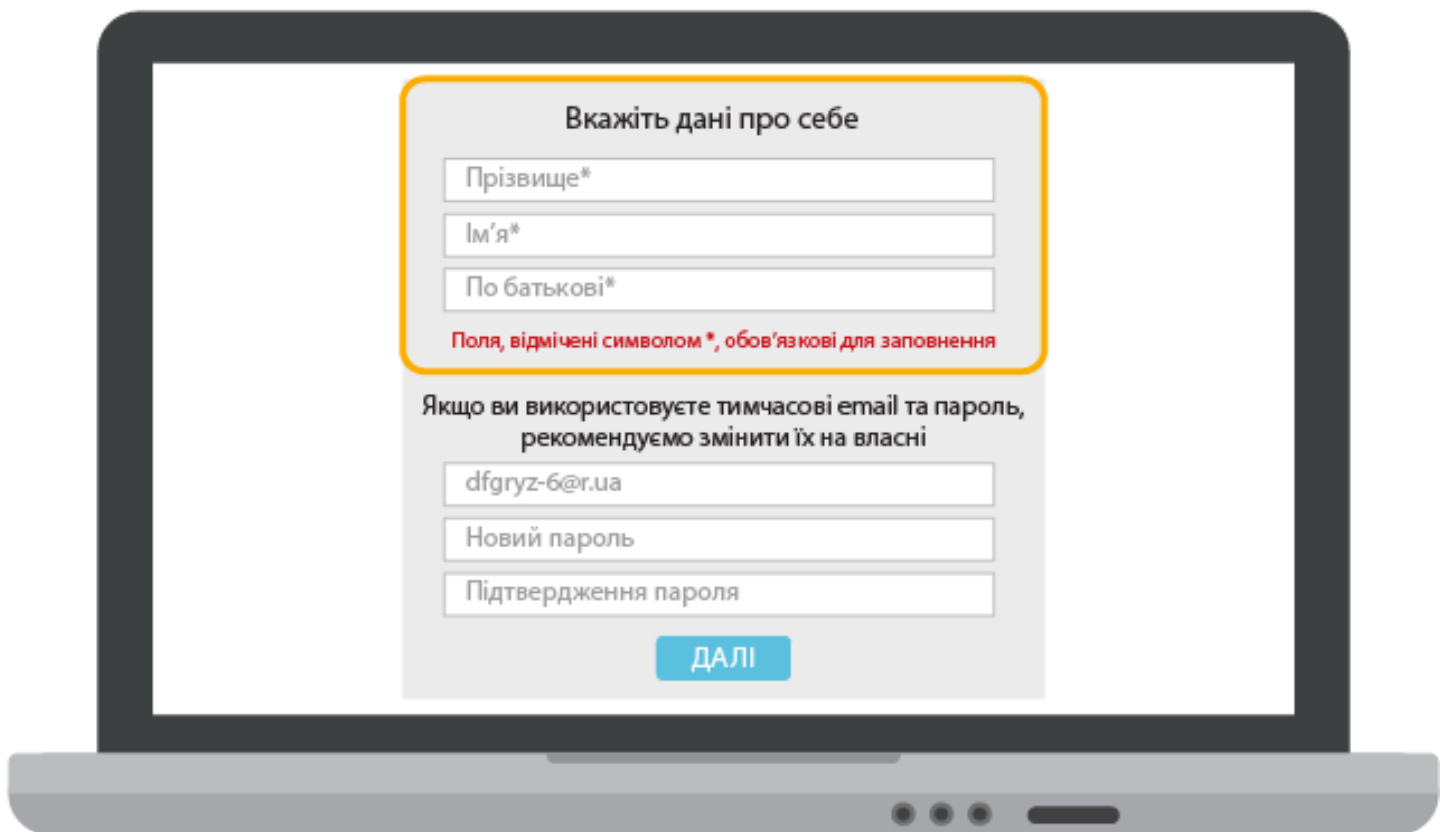 Вкажіть дані про себе
Прізвище*
Ім’я*
По батькові*
Поля, відмічені символом *, обов’язкові для заповнення
Якщо ви використовуєте тимчасові email та пароль,
рекомендуємо змінити їх на власні
dfgryz-6@r.ua
Новий пароль
Підтвердження пароля
ДАЛІ